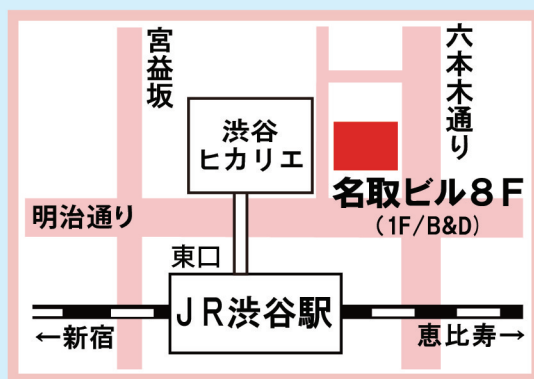 宮益坂
六本木通り
渋谷
ヒカリエ
名取ビル8F
(1F/B&D)
明治通り
東口
JR渋谷駅
←新宿
恵比寿→